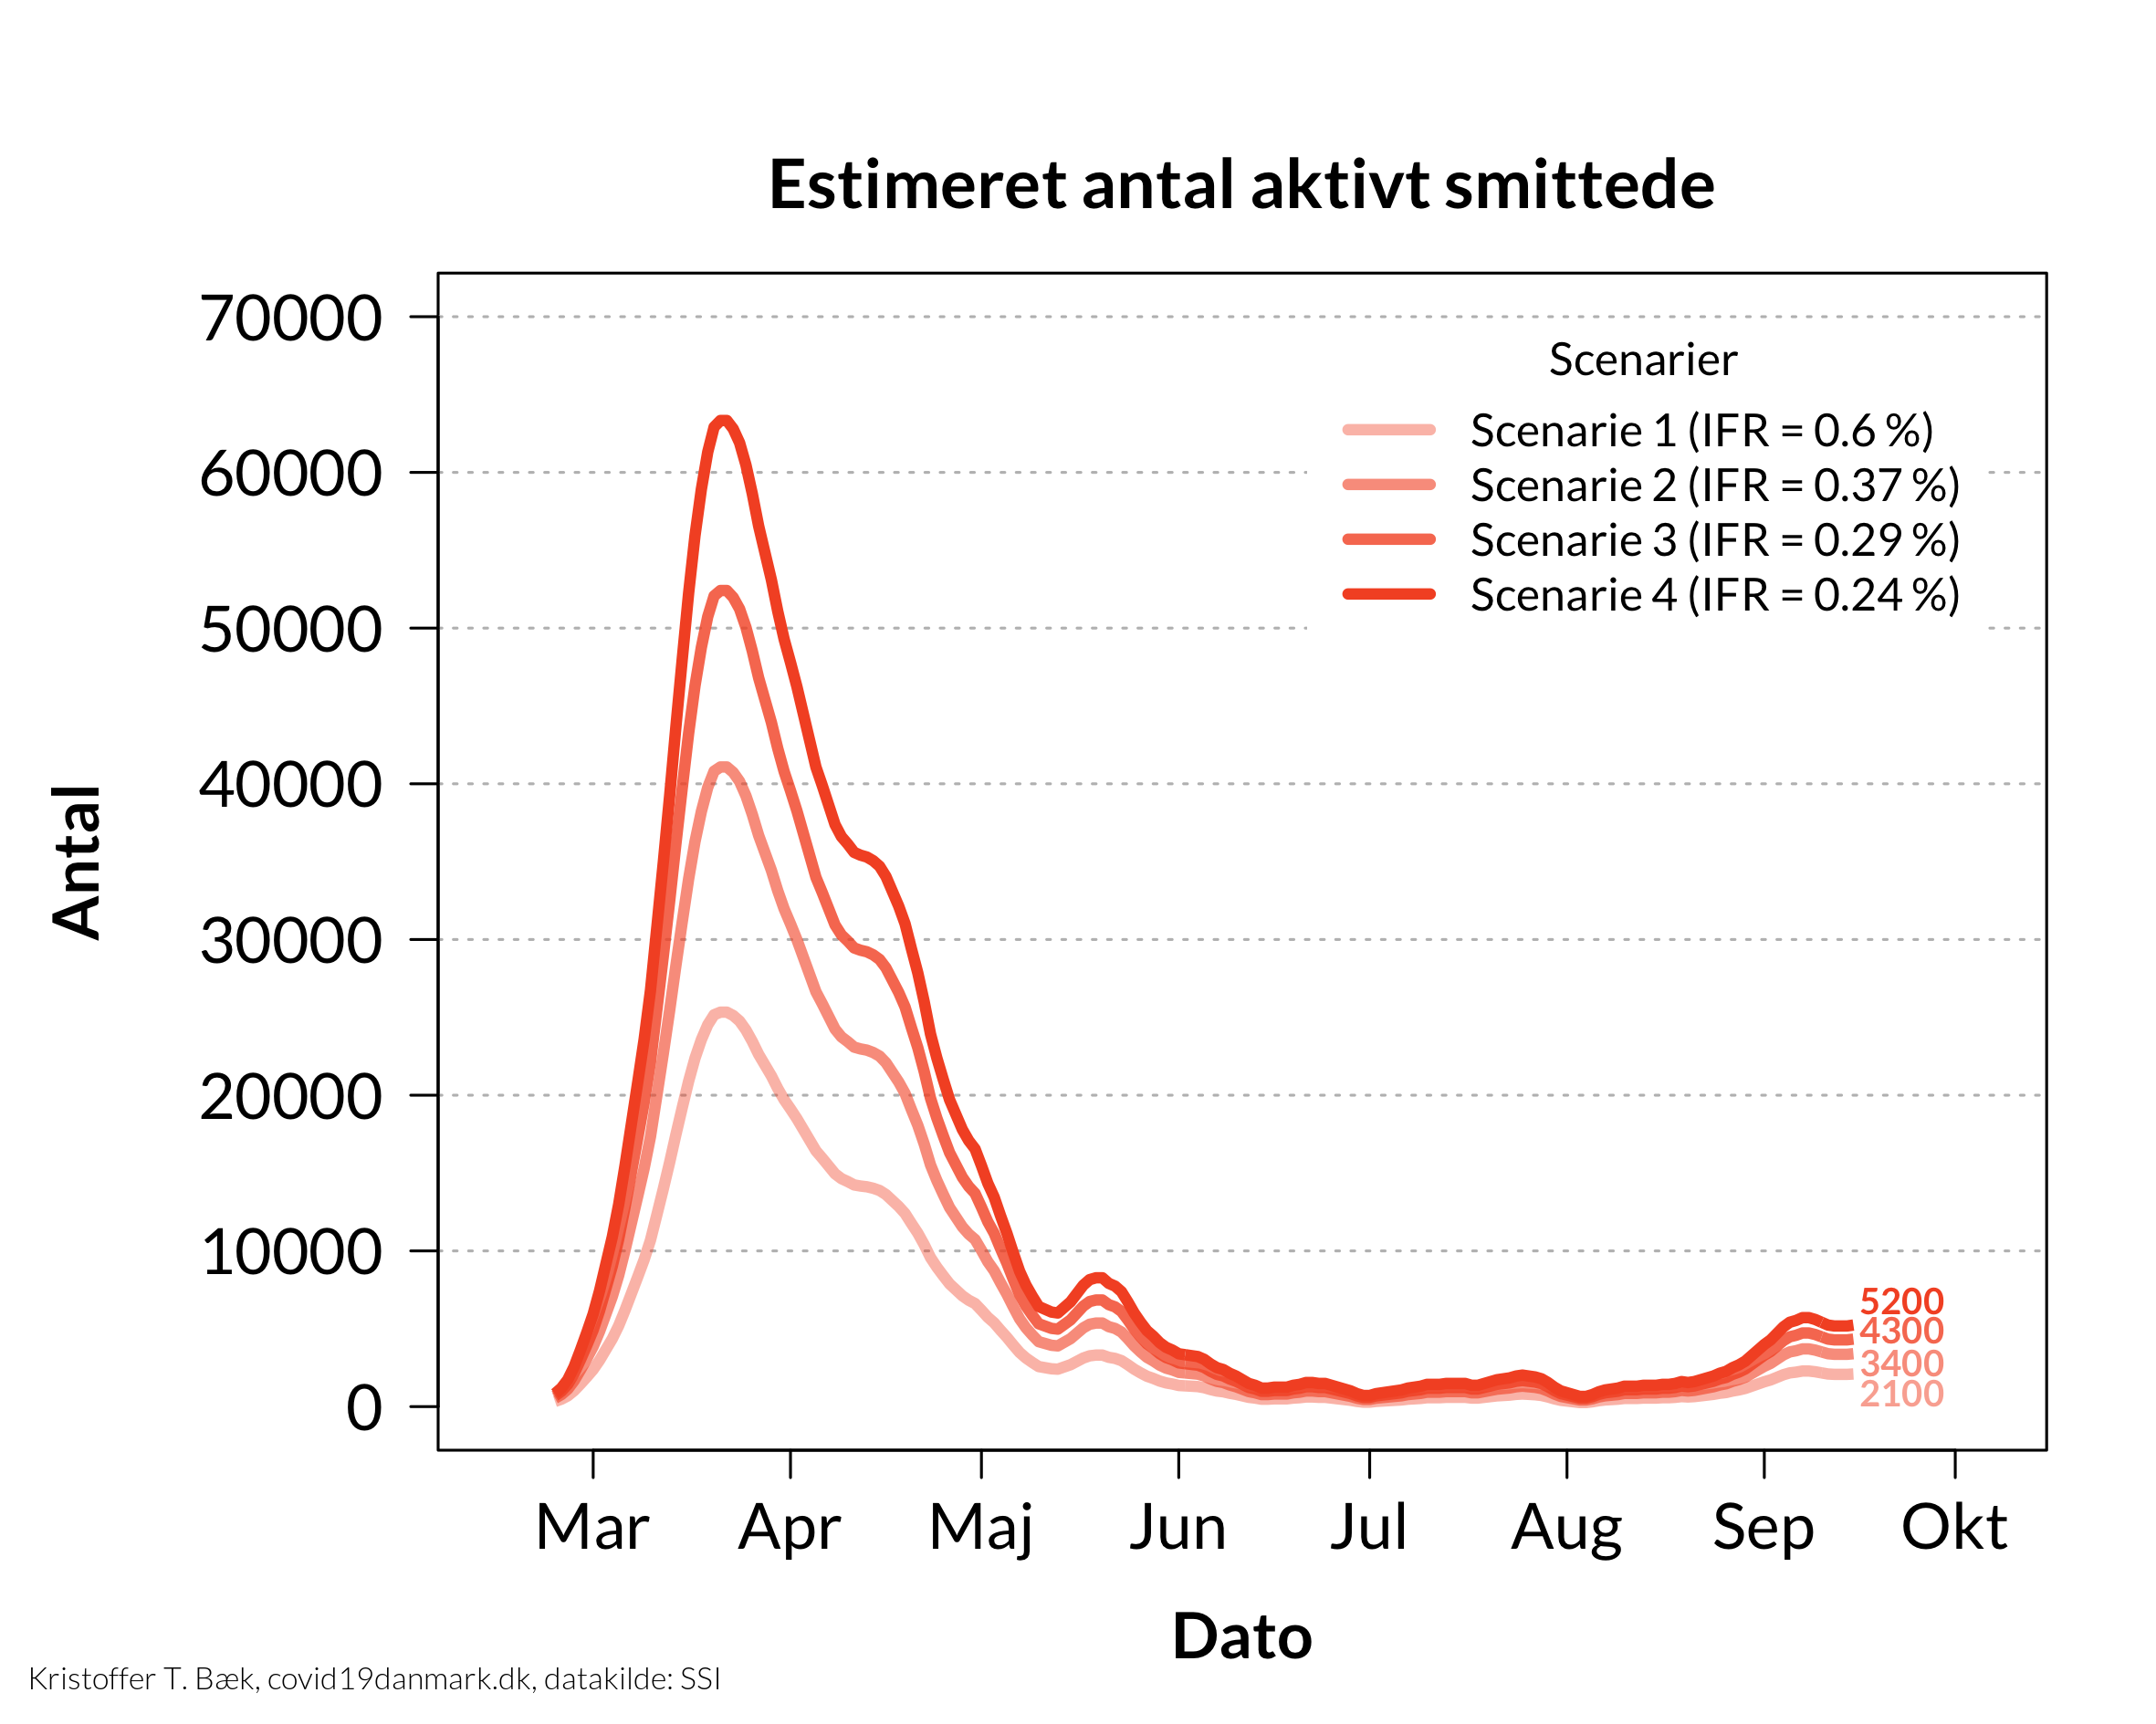 Estimeret antal aktivt smittede
Antal
70000
60000
50000
40000
30000
20000
10000
0
Scenarier
Scenarie 1 (IFR = 0.6 %)
Scenarie 2 (IFR = 0.37 %)
Scenarie 3 (IFR = 0.29 %)
Scenarie 4 (IFR = 0.24 %)
5200
4300
3400
2100
Mar Apr Maj Jun Jul Aug Sep Okt
Dato
Kristoffer T. Bæk, covid19danmark.dk, datakilde: SSI